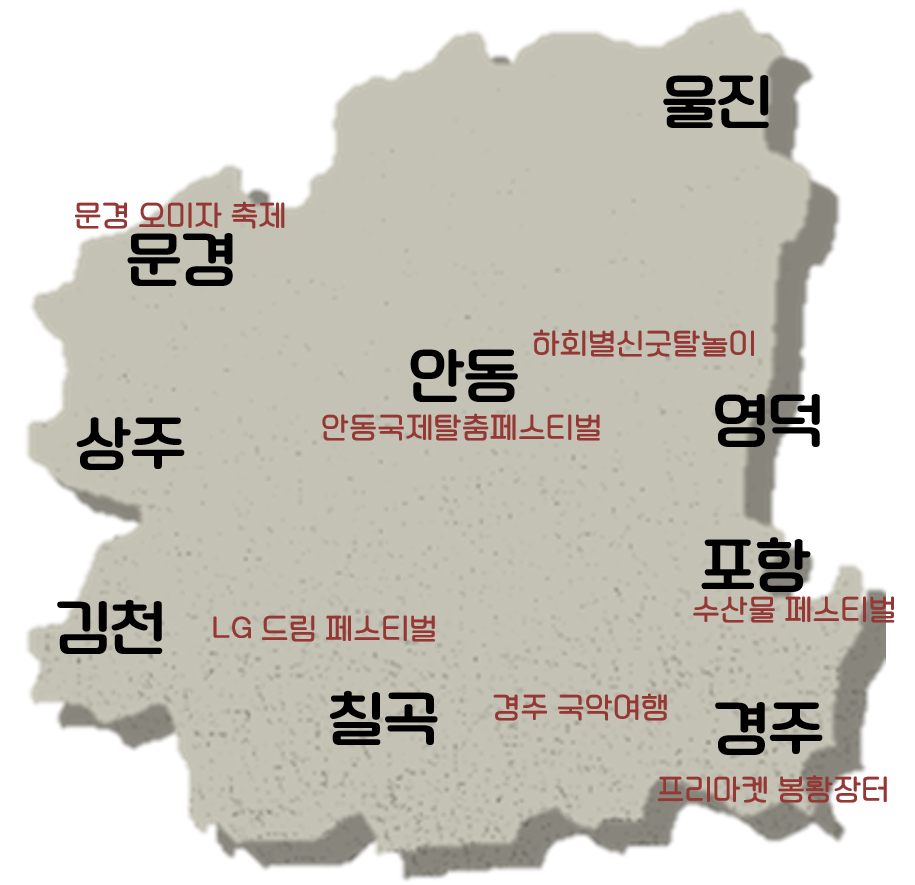 울진
문경 오미자 축제
문경
하회별신굿탈놀이
안동
안동국제탈춤페스티벌
영덕
상주
포항
수산물 페스티벌
김천
LG 드림 페스티벌
칠곡
경주 국악여행
경주
프리마켓 봉황장터